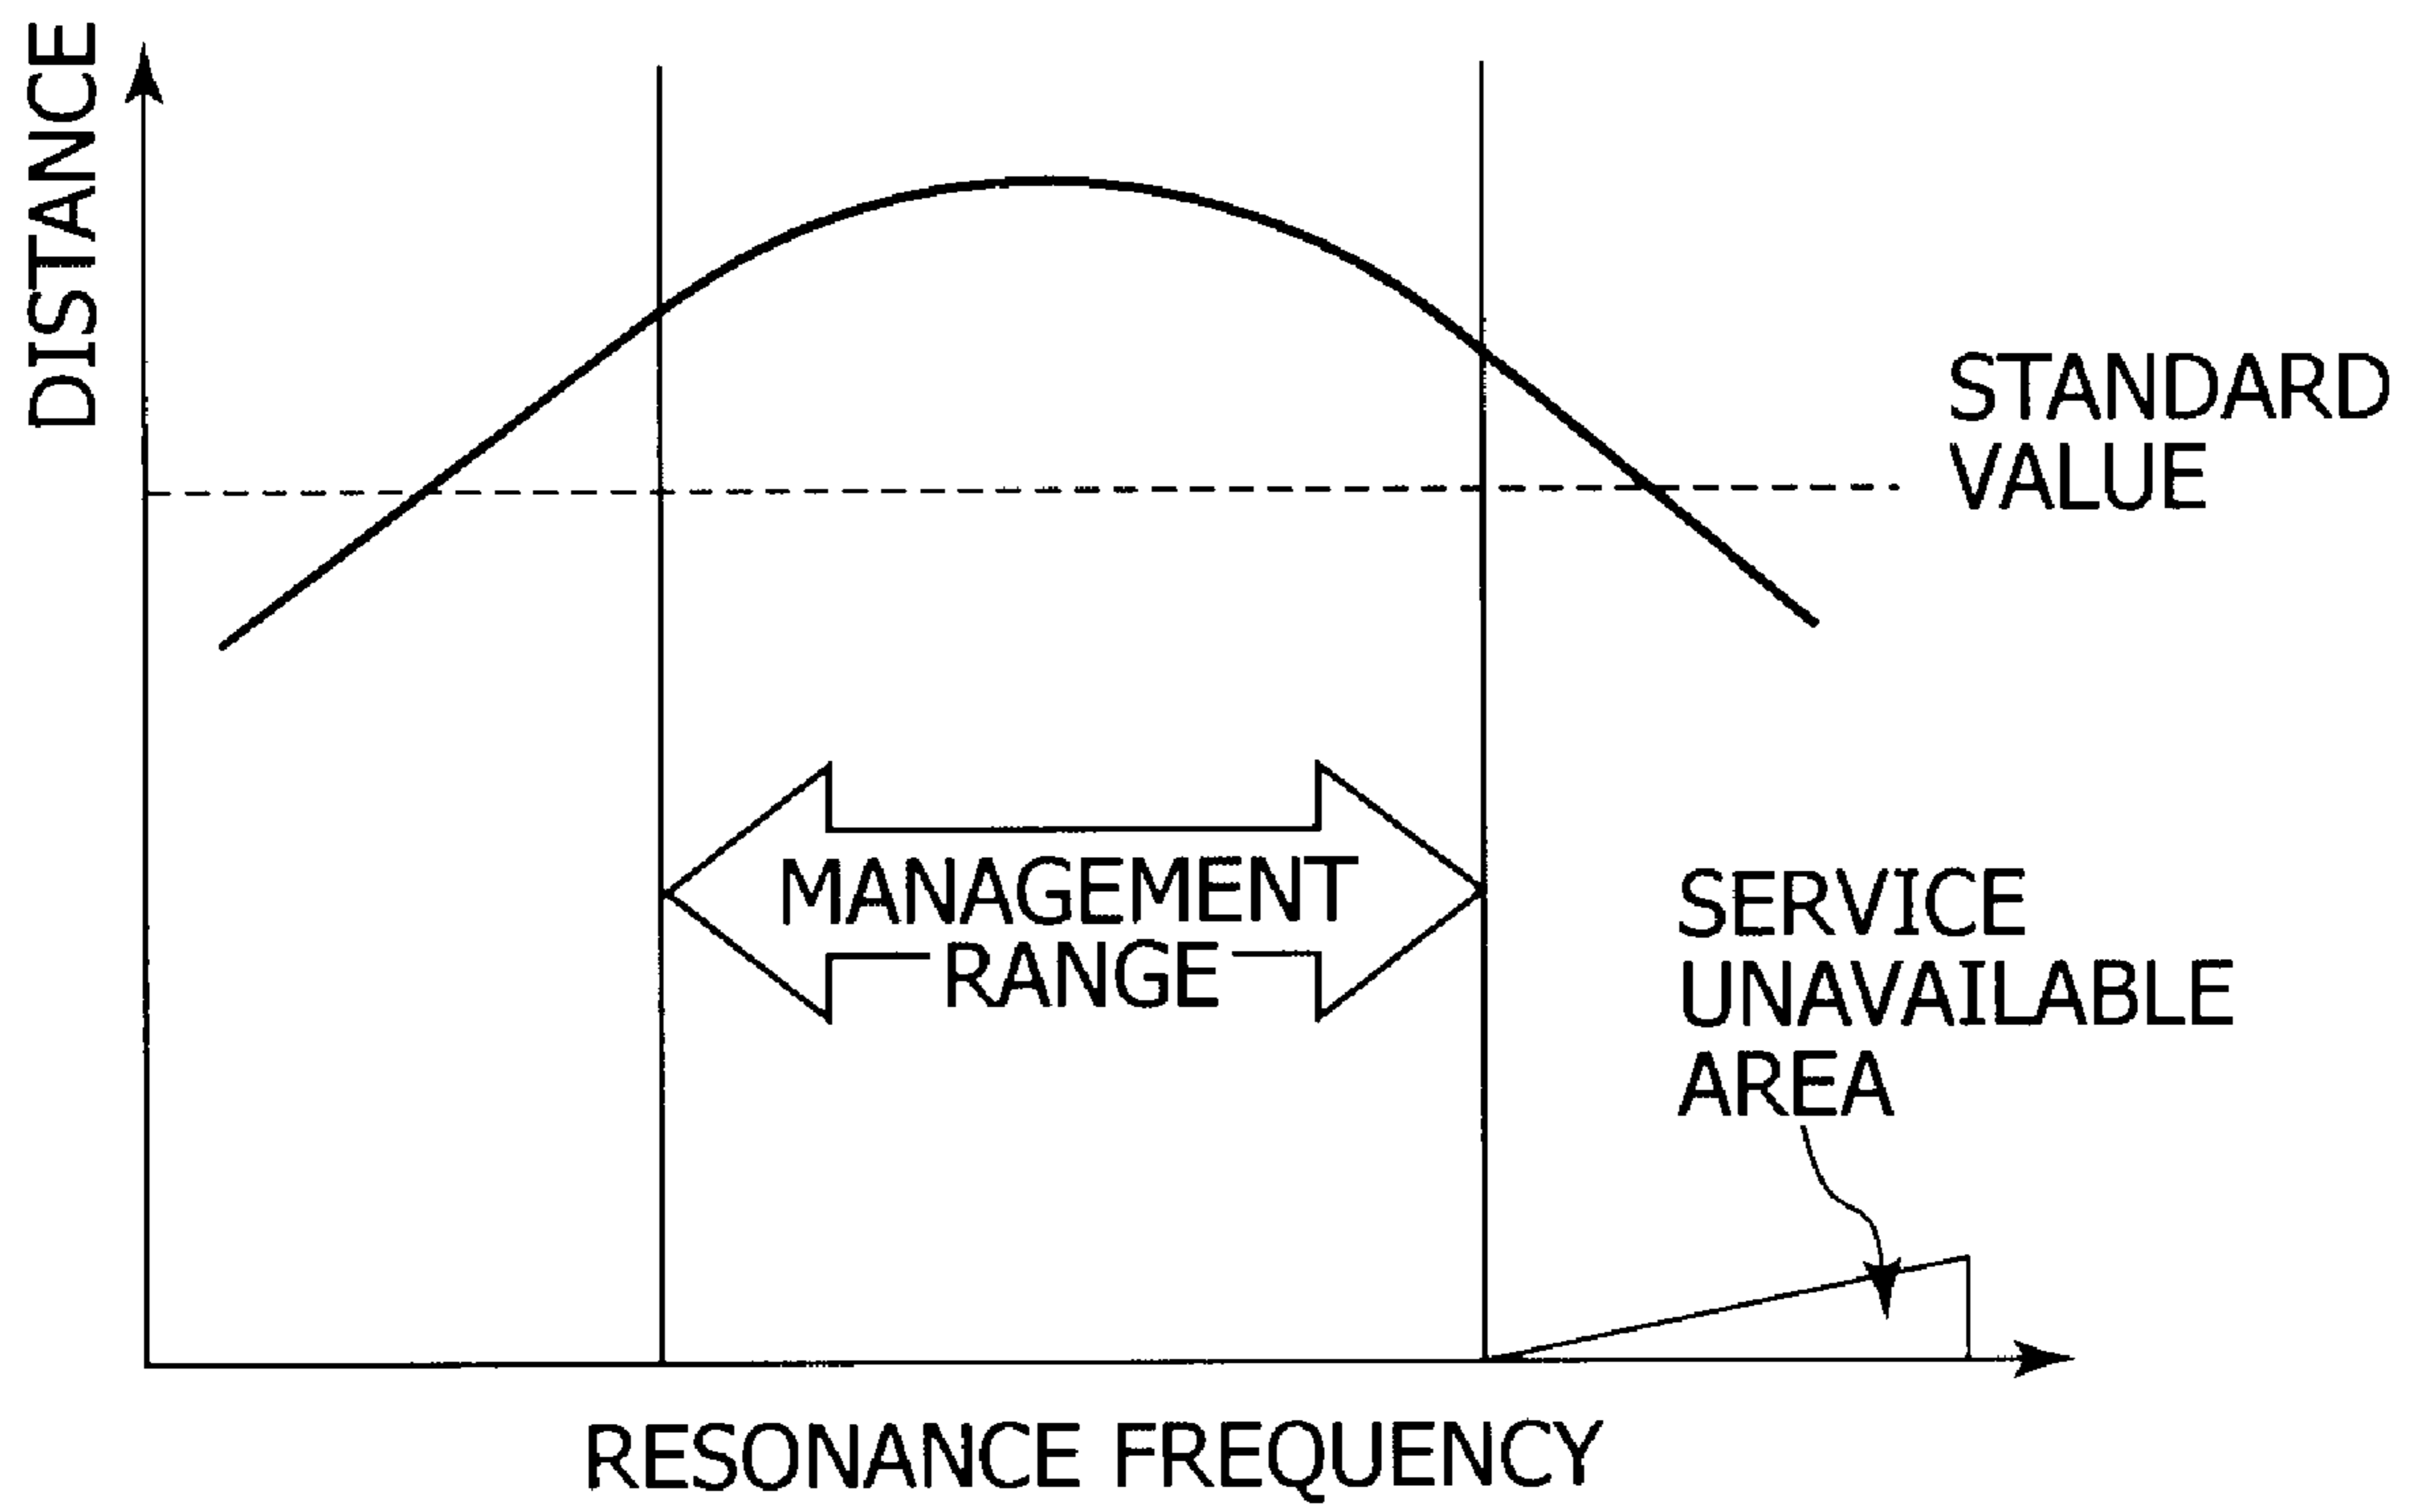 DISTANCE
STANDARD
VALUE
MANAGEMENT
RANGE
SERVICE
UNAVAILABLE
AREA
RESONANCE FREQUENCY